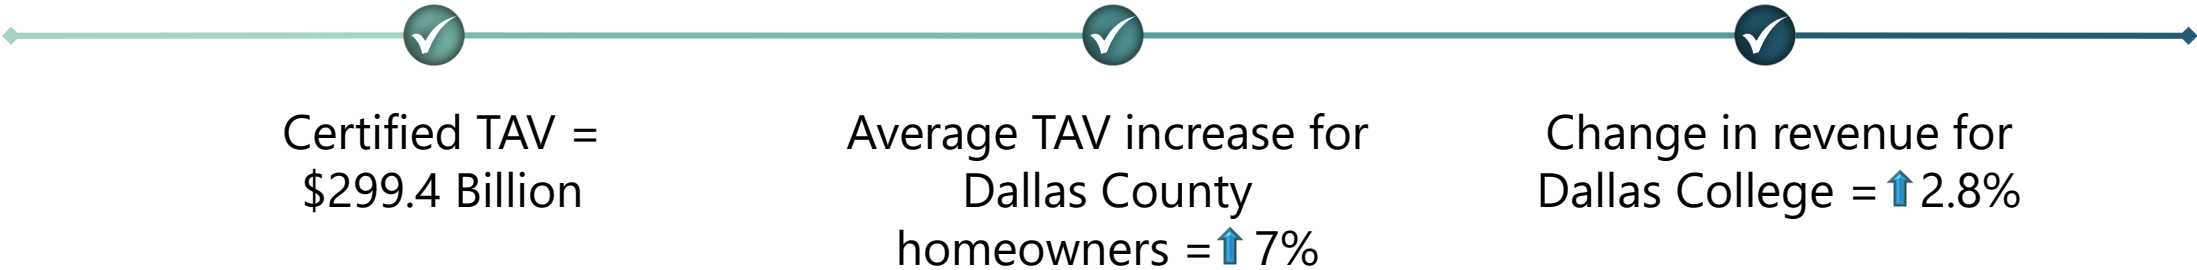 Certified TAV =
$299.4 Billion
Average TAV increase for
Dallas County
homeowners =⬆ 7%
Change in revenue for
Dallas College =⬆2.8%